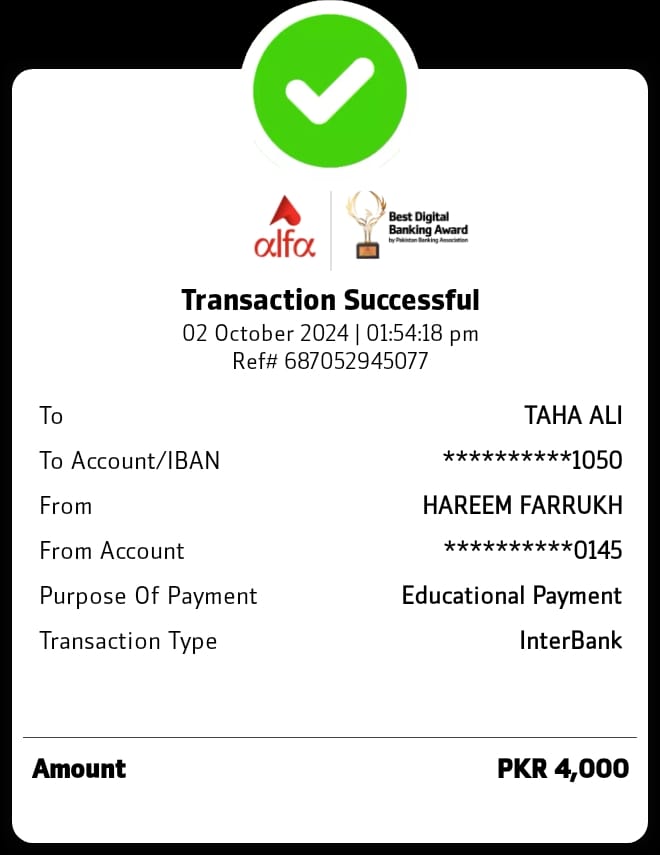 alfa
Best Digital
Banking Award
by Pakistan Banking Association
Transaction Successful
02 October 2024 | 01:54:18 pm
Ref# 687052945077
To TAHA ALI
To Account/IBAN **********1050
From HAREEM FARRUKH
From Account **********0145
Purpose Of Payment Educational Payment
Transaction Type InterBank
Amount PKR 4,000